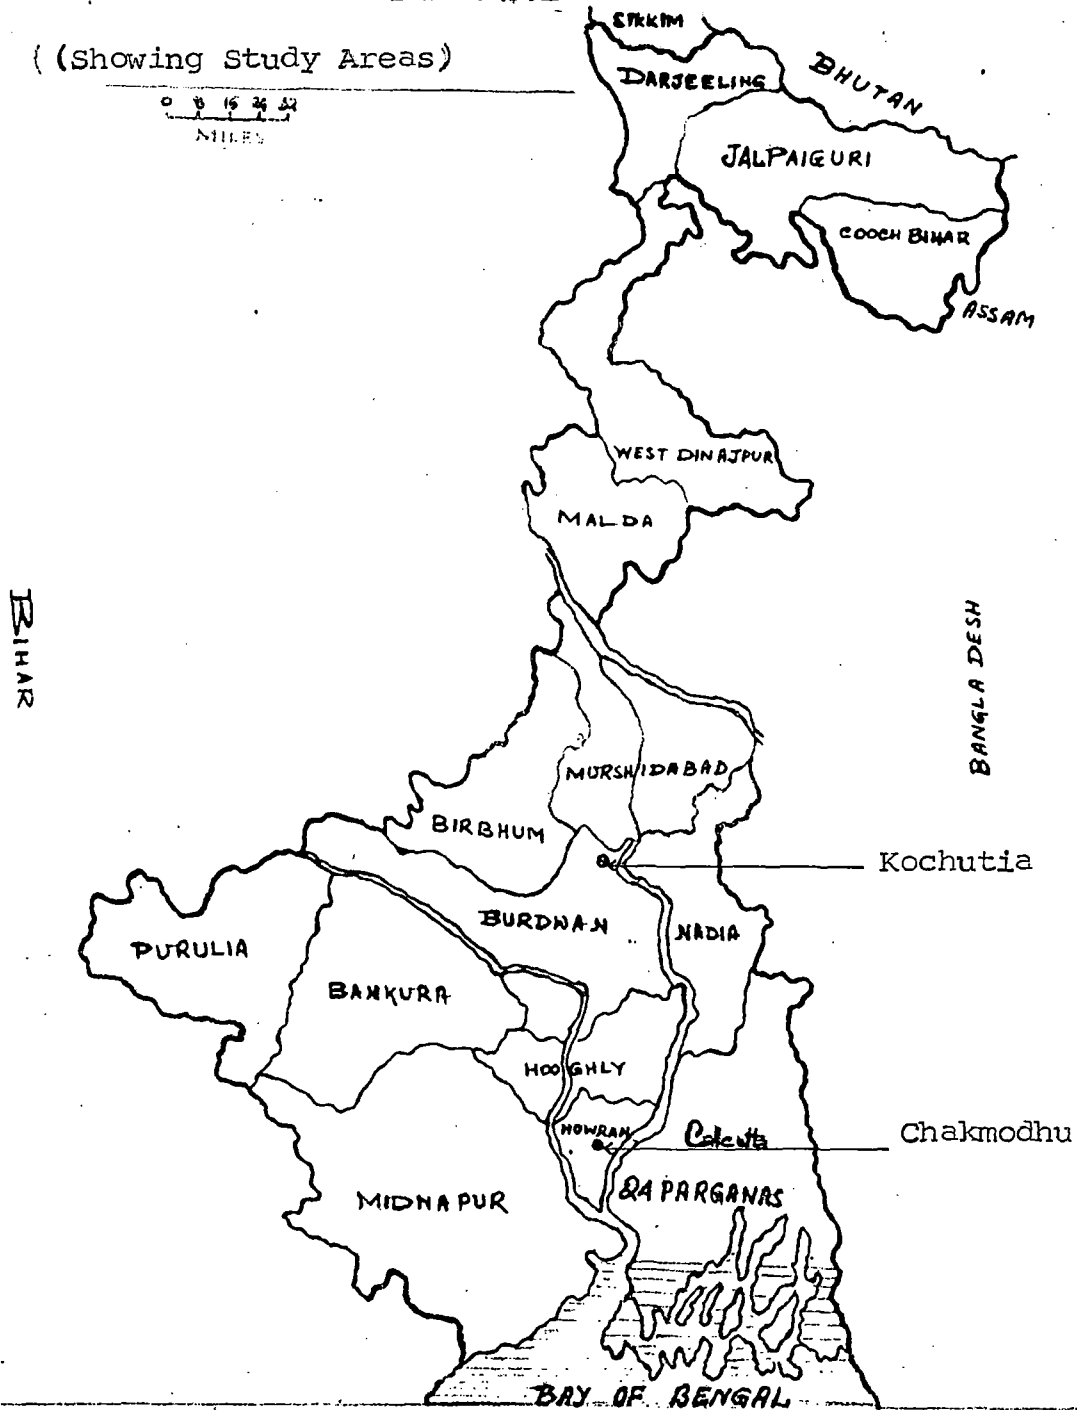 ((Showing Study Areas)
0 8 16 24 32
MILES
SIKKIM
DARJEELING
BHUTAN
JALPAIGURI
COOCH BIHAR
ASSAM
WEST DINAJPUR
MALDA
BIHAR
BANGLA DESH
MURSHIDABAD
BIRBHUM
Kochutia
BURDWAN
NADIA
PURULIA
BANKURA
HOOGHLY
HOWRAH
Calcutta
Chakmodhu
MIDNAPUR
24 PARGANAS
BAY OF BENGAL